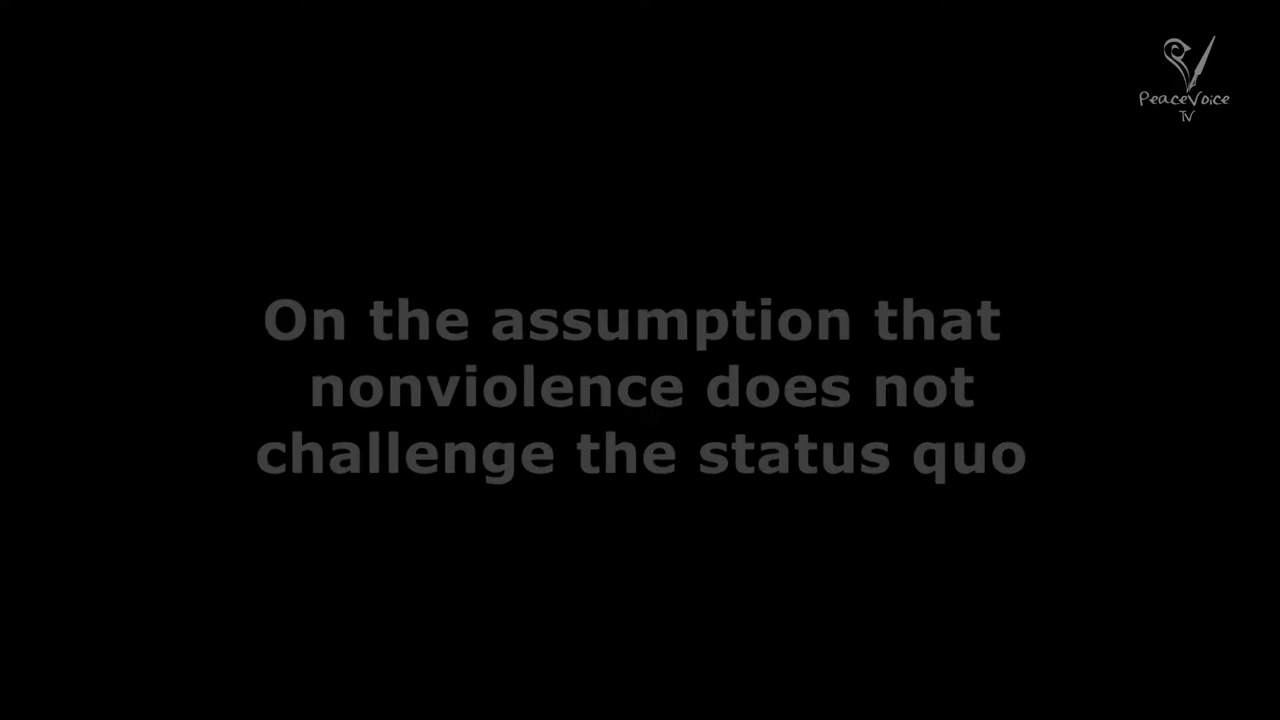 PeaceVoice
TV
On the assumption that
nonviolence does not
challenge the status quo